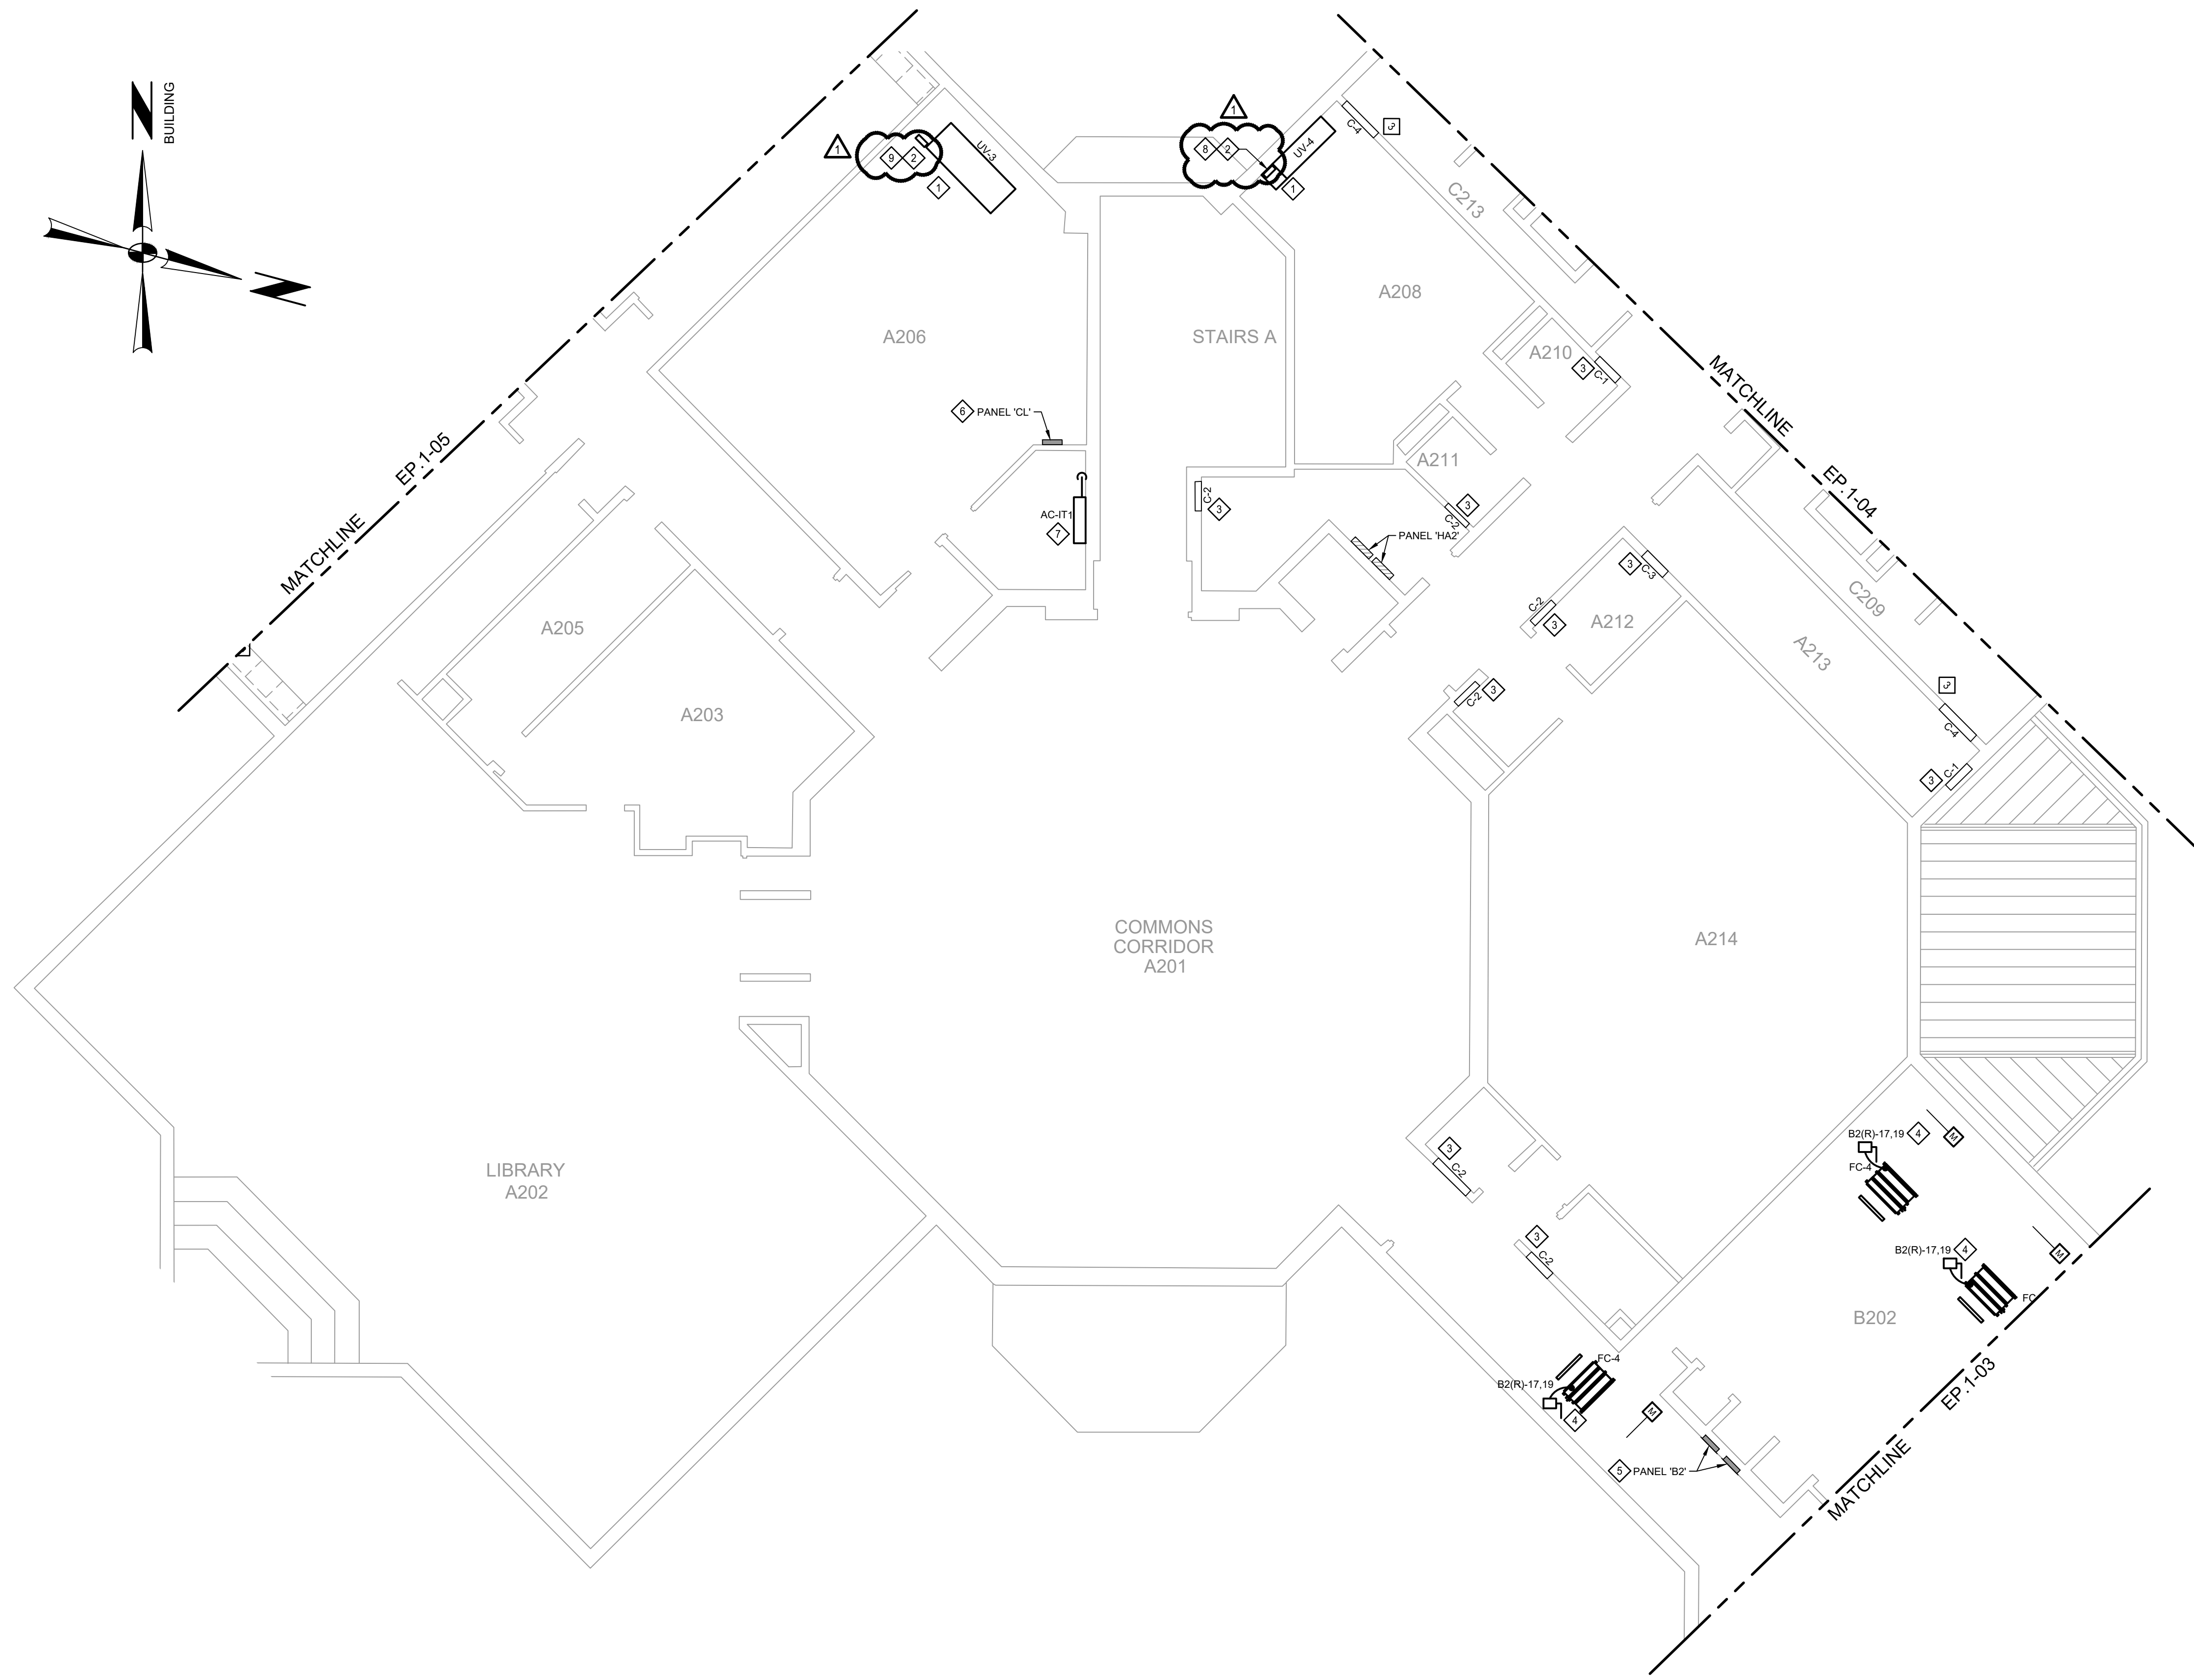 N
BUILDING
N
1
9
2
1
UV-3
1
8
2
1
UV-4
C-4
3
C213
A206
STAIRS A
A208
A210
3
C-1
MATCHLINE
EP.1-04
6
PANEL 'CL'
MATCHLINE
EP.1-05
AC-IT1
7
C-2
3
A211
3
C-2
PANEL 'HA2'
3
C-3
C-2
3
A212
A213
C209
A205
A203
C-2
3
3
C-4
3
C-1
COMMONS
CORRIDOR
A201
A214
LIBRARY
A202
3
C-2
3
C-2
B2(R)-17,19
4
M
FC-4
B2(R)-17,19
4
M
FC
B202
FC-4
B2(R)-17,19
4
M
5
PANEL 'B2'
MATCHLINE
EP.1-03